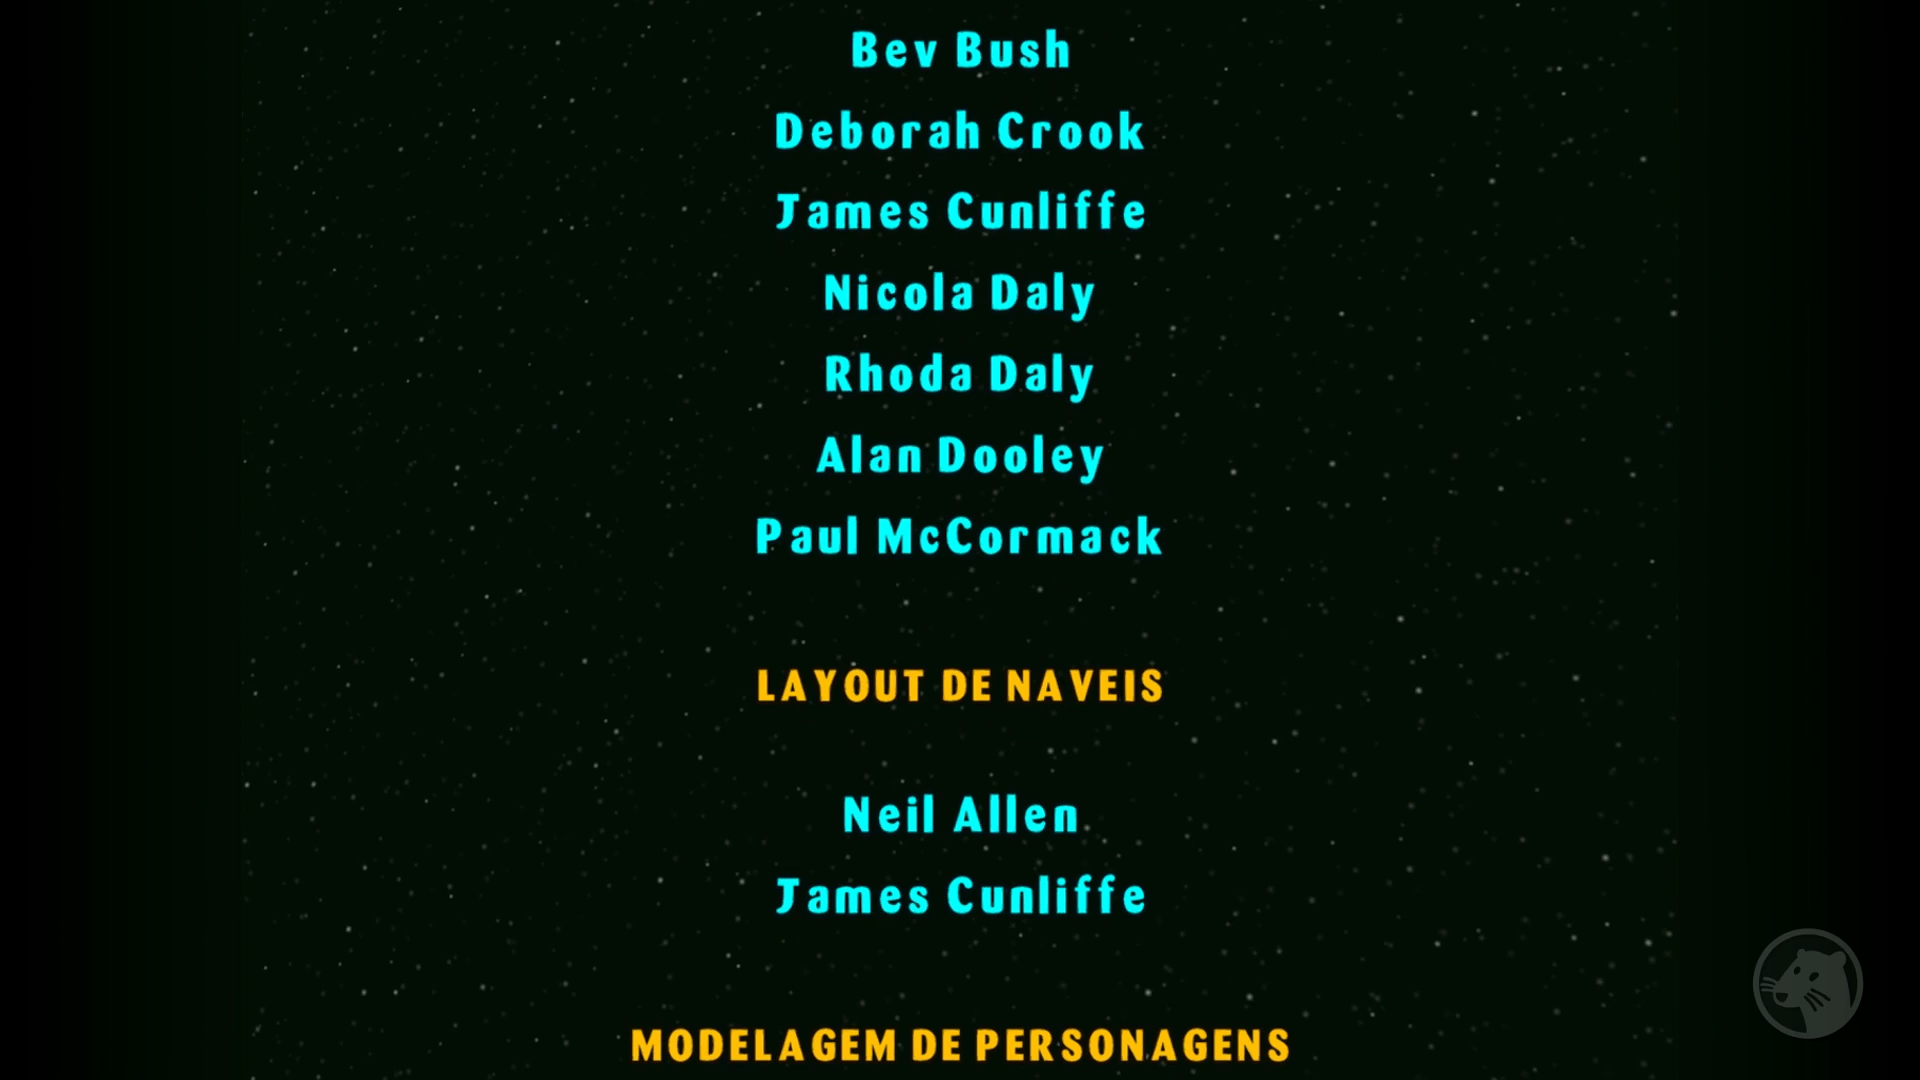 Bev Bush
Deborah Crook
James Cunliffe
Nicola Daly
Rhoda Daly
Alan Dooley
Paul McCormack
LAYOUT DE NAVEIS
Neil Allen
James Cunliffe
MODELAGEM DE PERSONAGENS